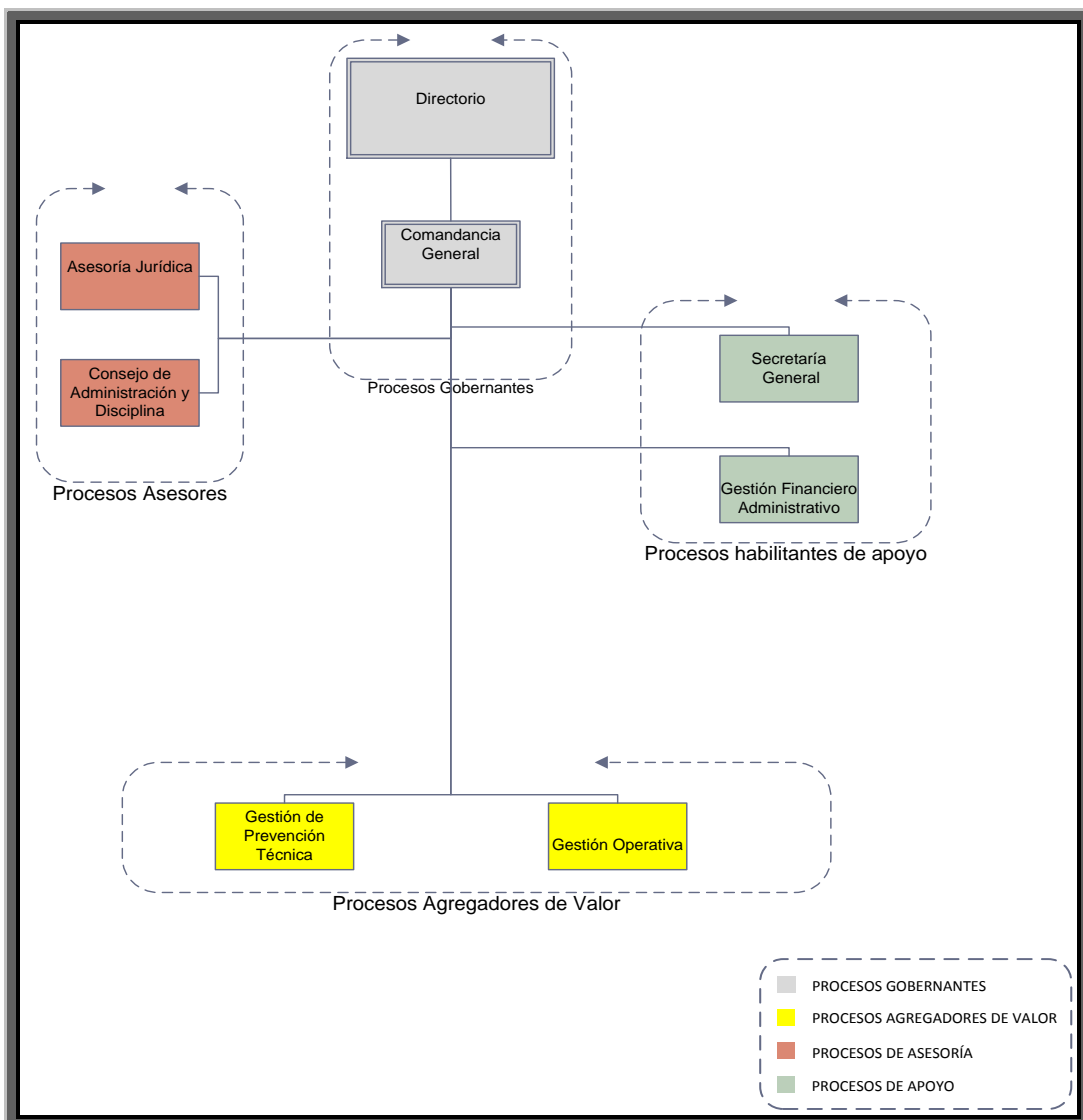 Directorio
Comandancia
General
Procesos Gobernantes
Asesoría Jurídica
Consejo de
Administración y
Disciplina
Procesos Asesores
Secretaría
General
Gestión Financiero
Administrativo
Procesos habilitantes de apoyo
Gestión de
Prevención
Técnica
Gestión Operativa
Procesos Agregadores de Valor
PROCESOS GOBERNANTES
PROCESOS AGREGADORES DE VALOR
PROCESOS DE ASESORÍA
PROCESOS DE APOYO